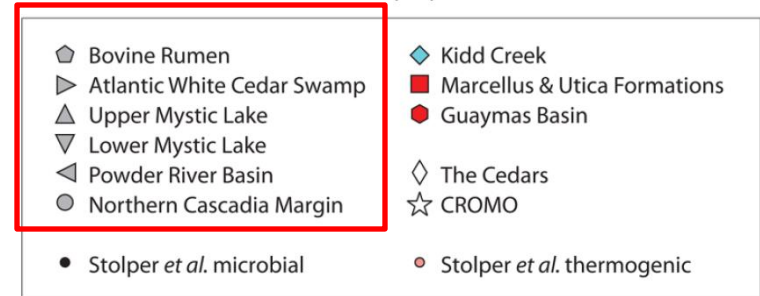 Bovine Rumen
Atlantic White Cedar Swamp
Upper Mystic Lake
Lower Mystic Lake
Powder River Basin
Northern Cascadia Margin
Stolper et al. microbial
Kidd Creek
Marcellus & Utica Formations
Guaymas Basin
The Cedars
CROMO
Stolper et al. thermogenic